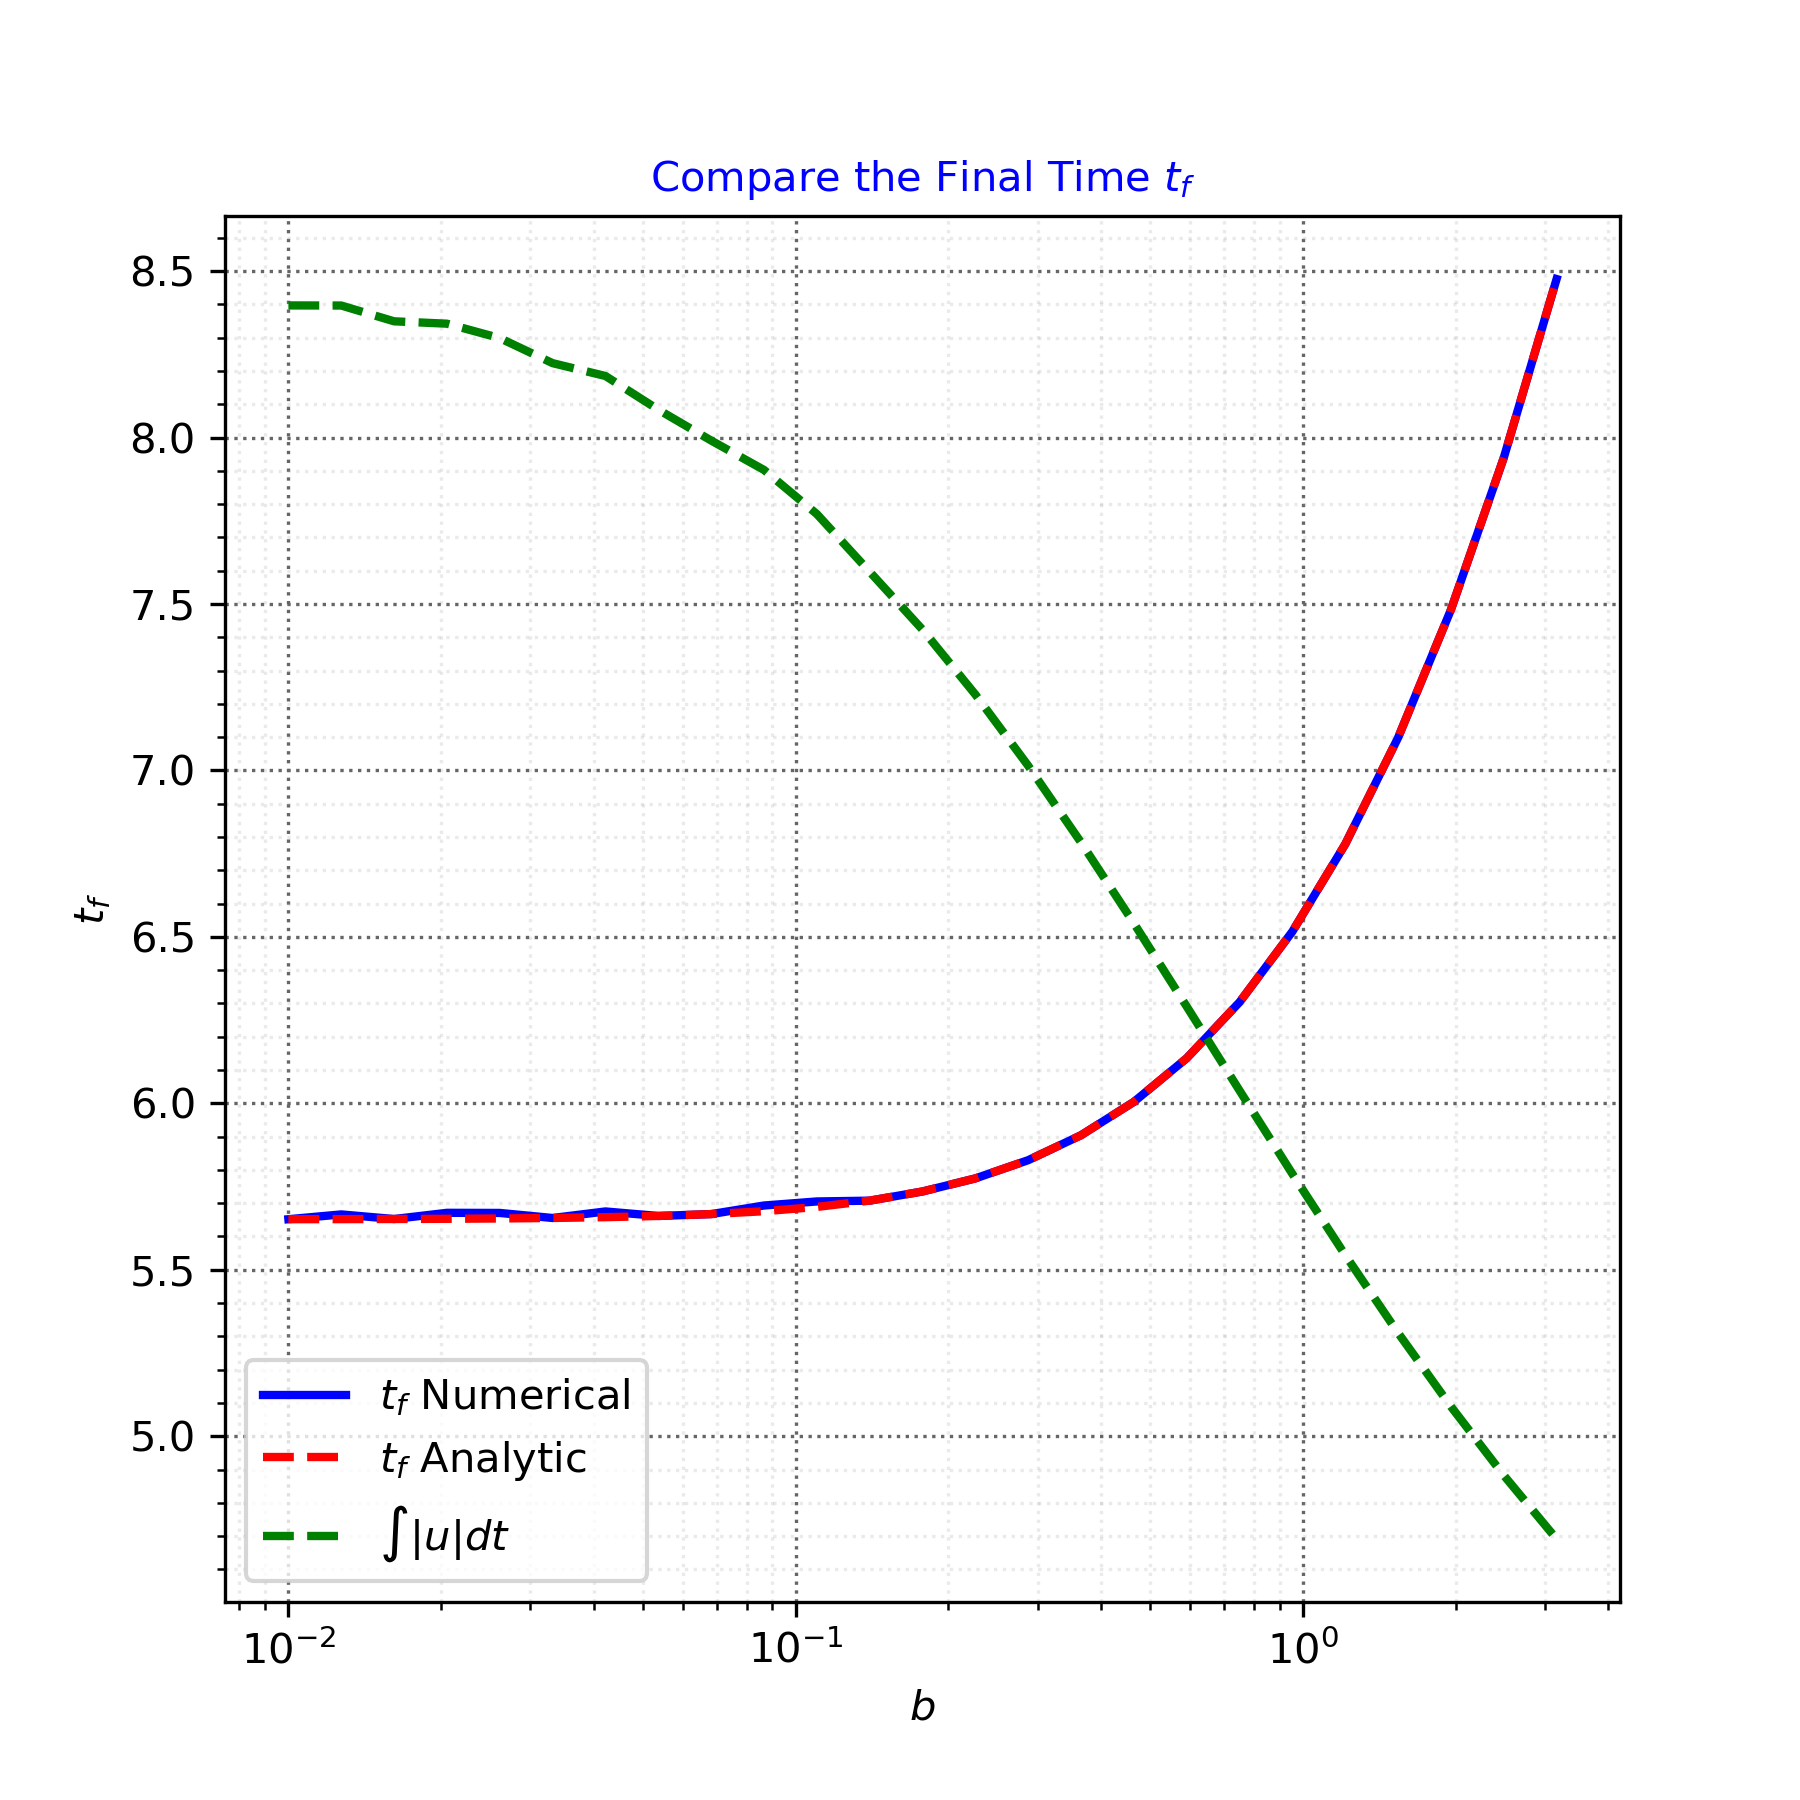 Compare the Final Time $t_f$
8.5
8.0
7.5
7.0
6.5
6.0
5.5
5.0
$t_f$
$t_f$ Numerical
$t_f$ Analytic
$\int |u|dt$
$10^{-2}$ $10^{-1}$ $10^{0}$
$b$